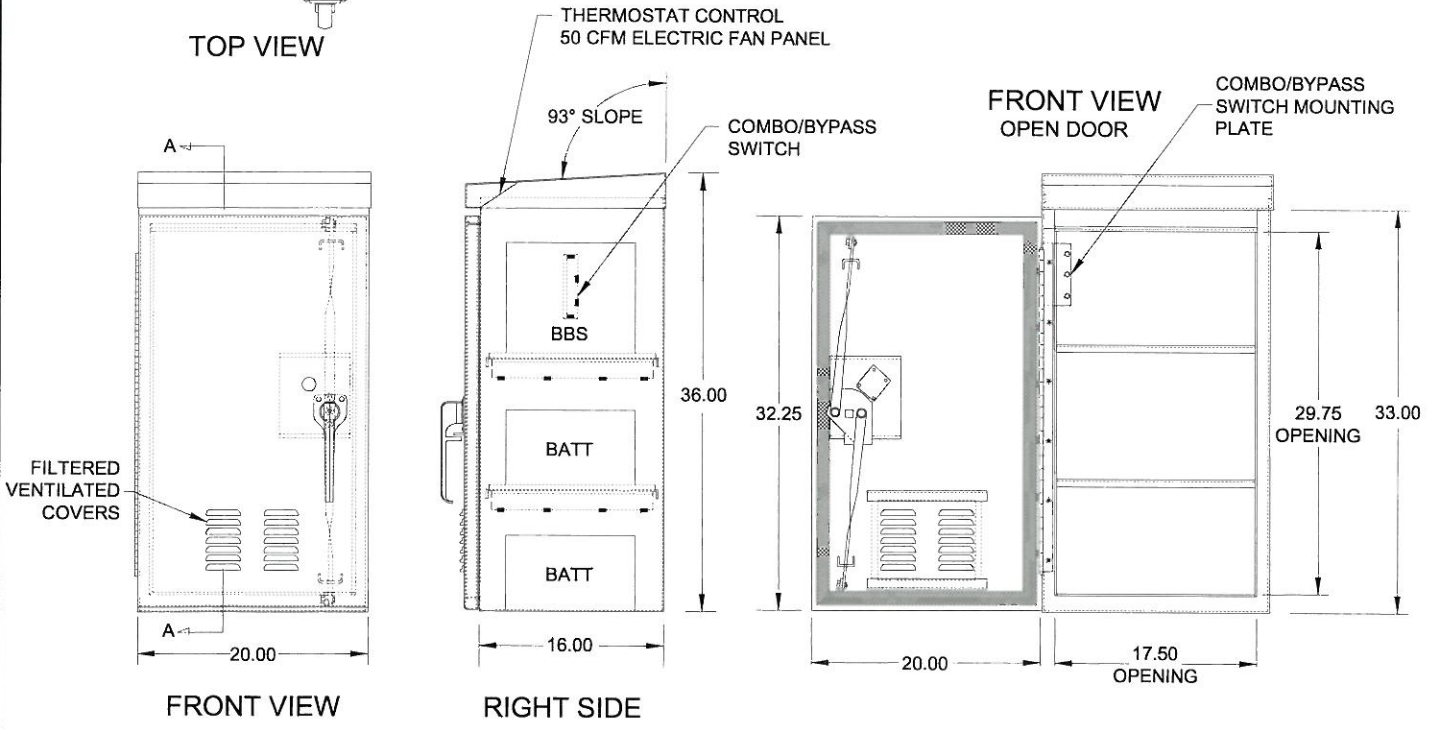 TOP VIEW
THERMOSTAT CONTROL
50 CFM ELECTRIC FAN PANEL
93° SLOPE
COMBO/BYPASS
SWITCH
FRONT VIEW
OPEN DOOR
COMBO/BYPASS
SWITCH MOUNTING
PLATE
A
BBS
36.00
BATT
BATT
32.25
29.75
OPENING
33.00
FILTERED
VENTILATED
COVERS
A
20.00
16.00
20.00
17.50
OPENING
FRONT VIEW
RIGHT SIDE